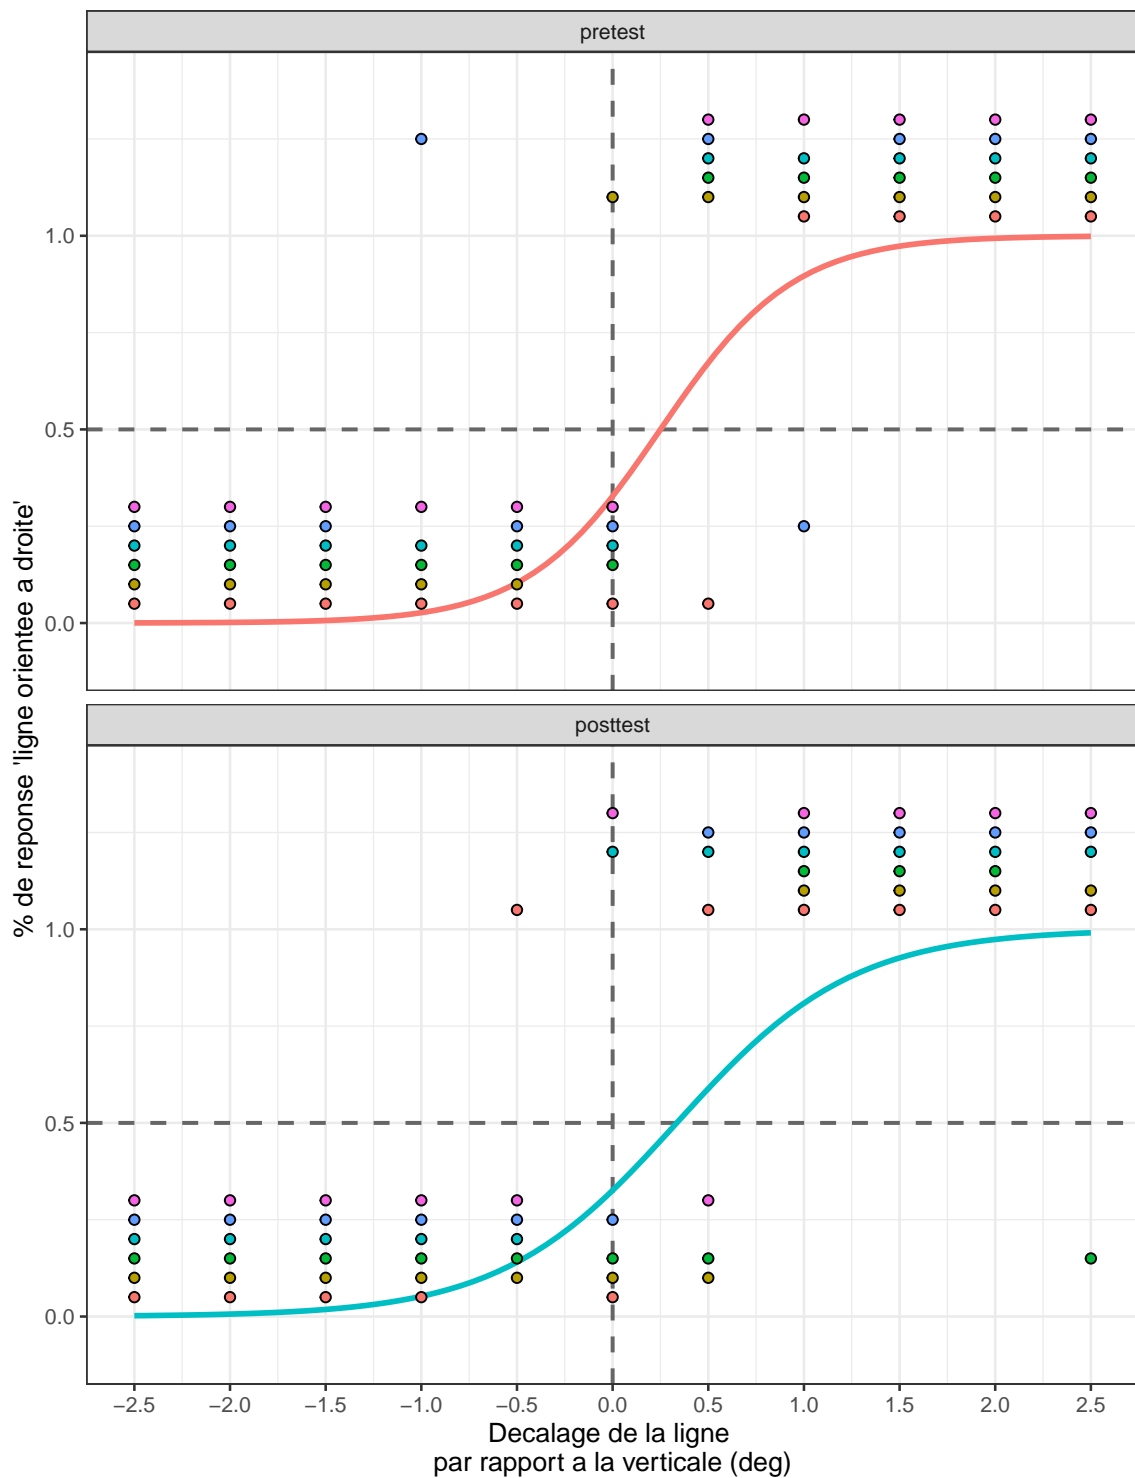 pretest
1.0
0.5
0.0
% de reponse 'ligne orientee a droite'
posttest
1.0
0.5
0.0
−2.5 −2.0 −1.5 −1.0 −0.5 0.0 0.5 1.0 1.5 2.0 2.5
Decalage de la ligne
par rapport a la verticale (deg)